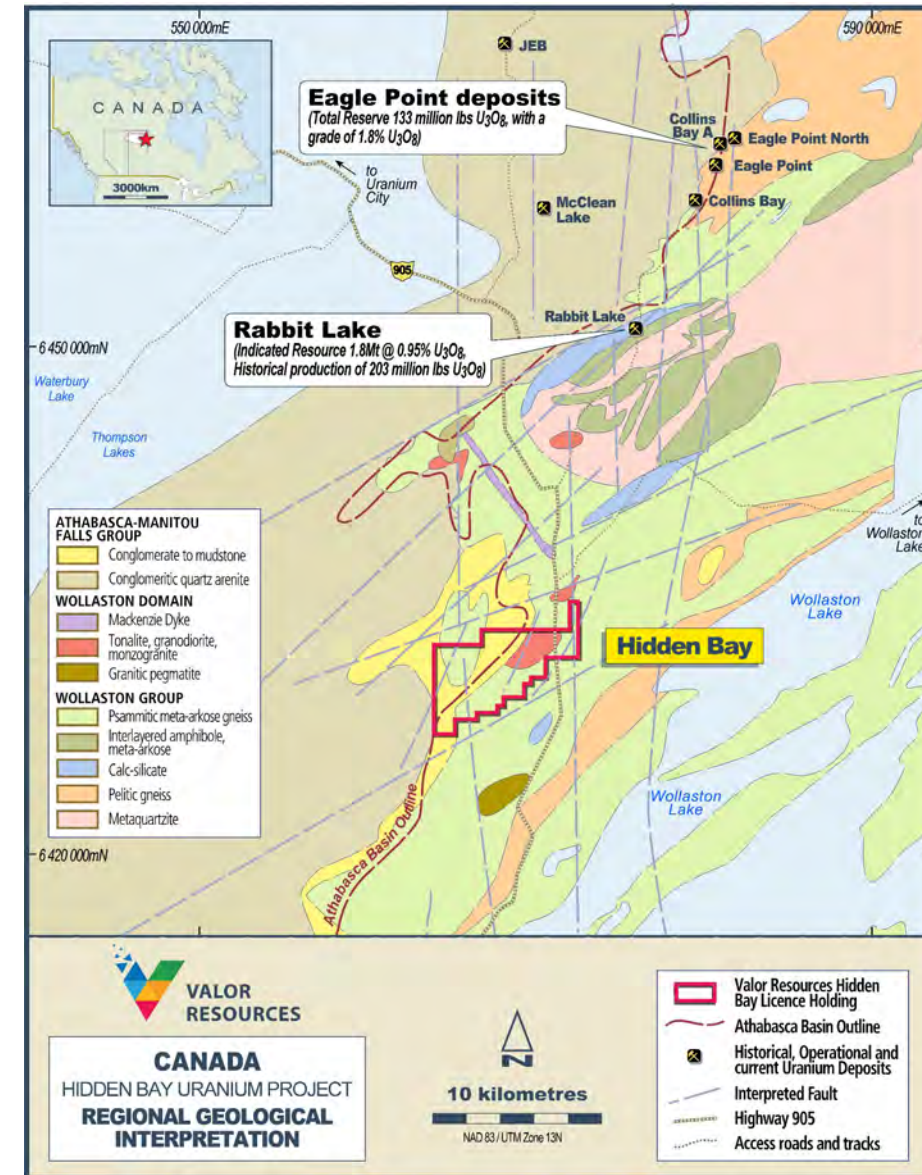 550 000mE
590 000mE
CANADA
3000km
JEB
Eagle Point deposits
(Total Reserve 133 million lbs U3O8, with a
grade of 1.8% U3O8)
Collins
Bay A
Eagle Point North
Eagle Point
Collins Bay
to
Uranium
City
McClean
Lake
905
Rabbit Lake
Rabbit Lake
(Indicated Resource 1.8Mt @ 0.95% U3O8,
Historical production of 203 million lbs U3O8)
6 450 000mN
Waterbury
Lake
Thompson
Lakes
to
Wollaston
Lake
Wollaston
Lake
Hidden Bay
Wollaston
Lake
6 420 000mN
Athabasca Basin Outline
ATHABASCA-MANITOU
FALLS GROUP
Conglomerate to mudstone
Conglomeritic quartz arenite
WOLLASTON DOMAIN
Mackenzie Dyke
Tonalite, granodiorite,
monzogranite
Granitic pegmatite
WOLLASTON GROUP
Psammitic meta-arkose gneiss
Interlayered amphibole,
meta-arkose
Calc-silicate
Pelitic gneiss
Metaquartzite
VALOR
RESOURCES
CANADA
HIDDEN BAY URANIUM PROJECT
REGIONAL GEOLOGICAL
INTERPRETATION
N
10 kilometres
NAD 83 / UTM Zone 13N
Valor Resources Hidden
Bay Licence Holding
Athabasca Basin Outline
Historical, Operational and
current Uranium Deposits
Interpreted Fault
Highway 905
Access roads and tracks